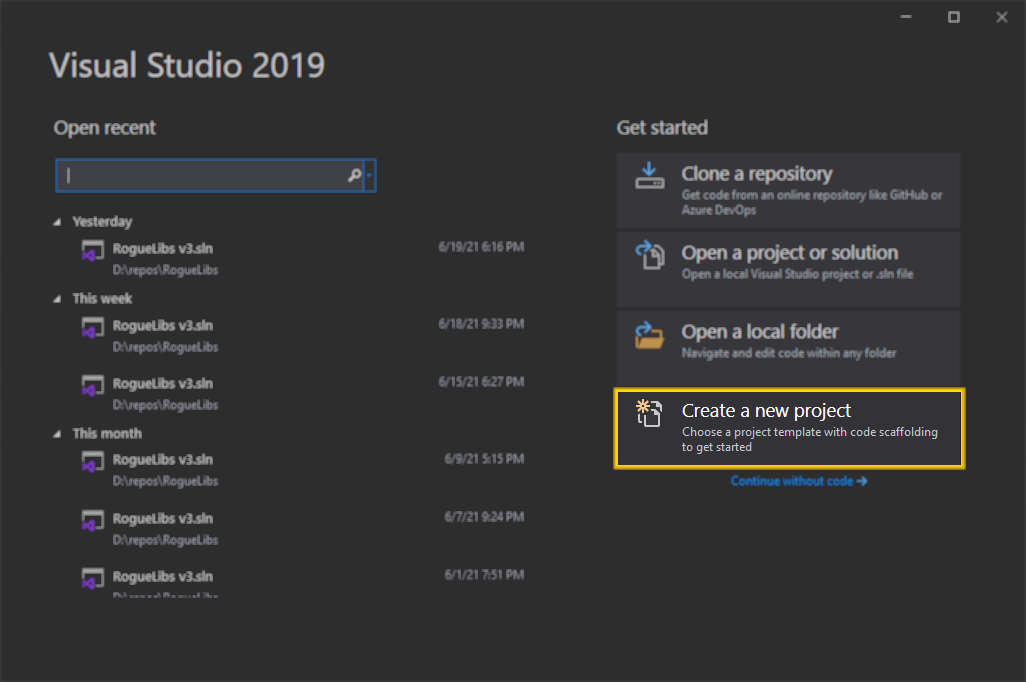 Visual Studio 2019
Open recent
Yesterday
RogueLibs v3.sln 6/19/21 6:16 PM
D:\repos\RogueLibs
This week
RogueLibs v3.sln 6/18/21 9:33 PM
D:\repos\RogueLibs
RogueLibs v3.sln 6/15/21 6:27 PM
D:\repos\RogueLibs
This month
RogueLibs v3.sln 6/9/21 5:15 PM
D:\repos\RogueLibs
RogueLibs v3.sln 6/7/21 9:24 PM
D:\repos\RogueLibs
RogueLibs v3.sln 6/1/21 7:51 PM
D:\repos\RogueLibs
Get started
Clone a repository
Get code from an online repository like GitHub or
Azure DevOps
Open a project or solution
Open a local Visual Studio project or .sln file
Open a local folder
Navigate and edit code within any folder
Create a new project
Choose a project template with code scaffolding
to get started
Continue without code →